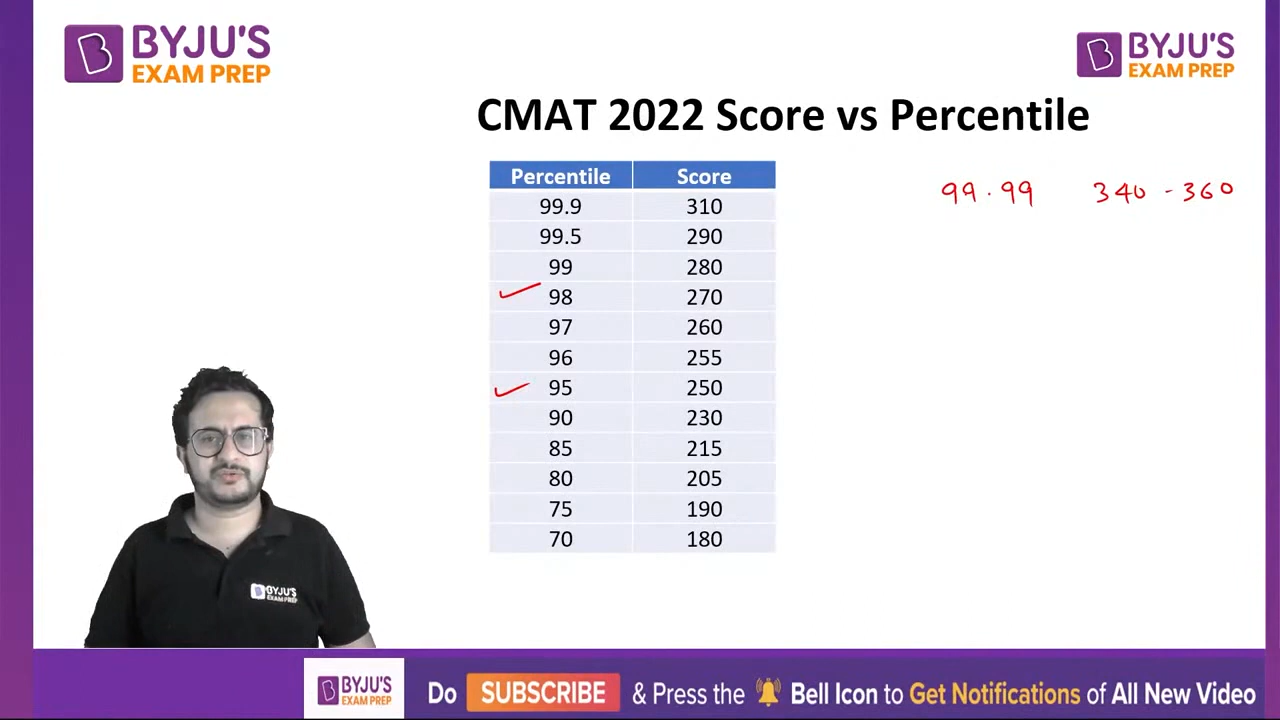 BYJU'S
EXAM PREP
BYJU'S
EXAM PREP
CMAT 2022 Score vs Percentile
Percentile Score
99.9 310
99.5 290
99 280
98 270
97 260
96 255
95 250
90 230
85 215
80 205
75 190
70 180
99.99 340 - 360
BYJU'S
EXAM PREP
BYJU'S
EXAM PREP
Do SUBSCRIBE & Press the Bell Icon to Get Notifications of All New Video